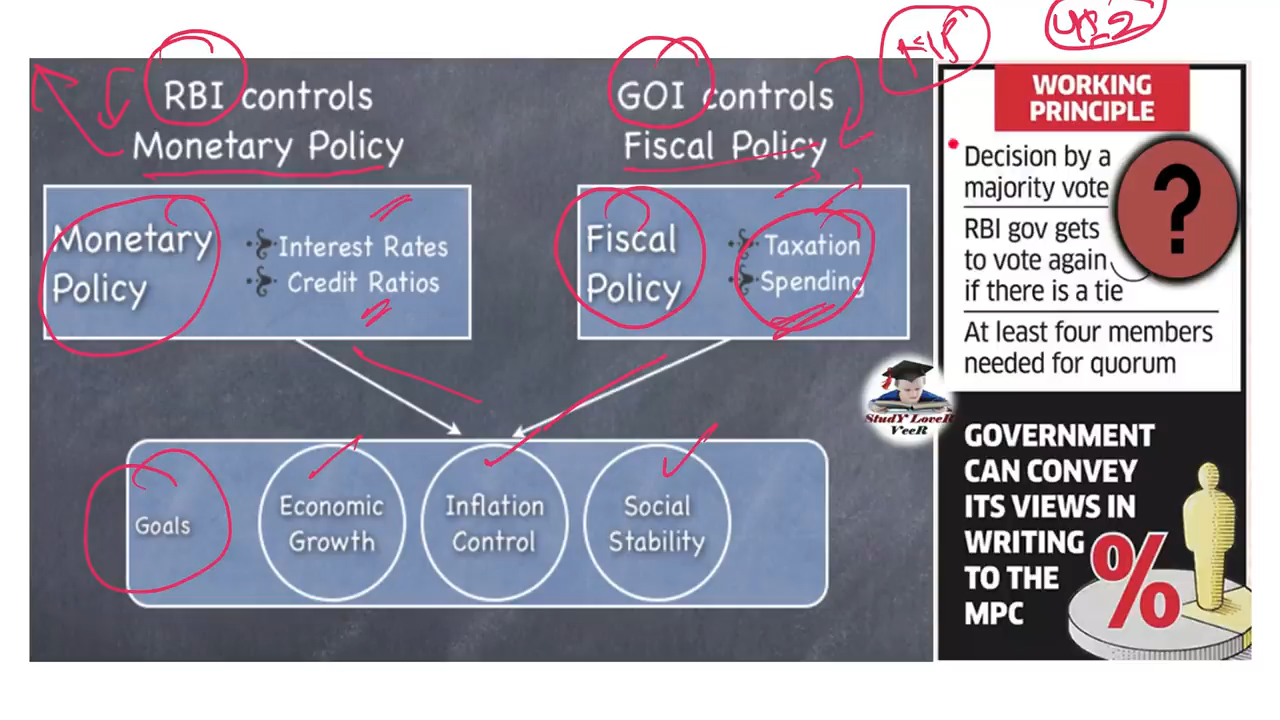 RBI controls
Monetary Policy
GOI controls
Fiscal Policy
Monetary
Policy
Interest Rates
Credit Ratios
Fiscal
Policy
Taxation
Spending
Goals
Economic
Growth
Inflation
Control
Social
Stability
StudY LoveR
VeeR
WORKING
PRINCIPLE
Decision by a
majority vote
RBI gov gets
to vote again
if there is a tie
At least four members
needed for quorum
?
GOVERNMENT
CAN CONVEY
ITS VIEWS IN
WRITING
TO THE
MPC
%